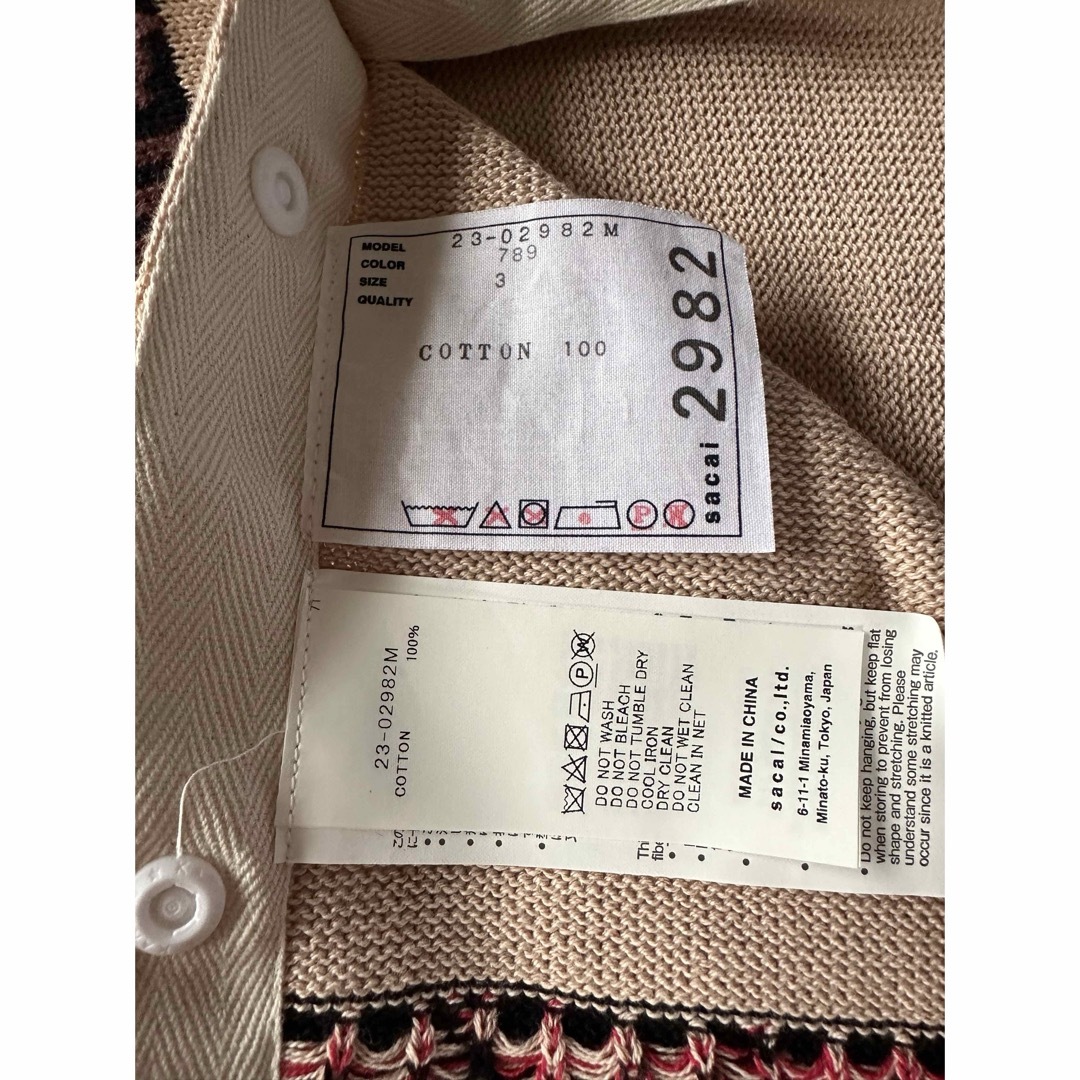 MODEL 23-02982M
COLOR 789
SIZE 3
QUALITY
COTTON 100
sacai 2982
P
W
23-02982M
COTTON 100%
P W
DO NOT WASH
DO NOT BLEACH
DO NOT TUMBLE DRY
COOL IRON
DRY CLEAN
DO NOT WET CLEAN
CLEAN IN NET
MADE IN CHINA
sacai/co.,ltd.
6-11-1 Minamiaoyama,
Minato-ku, Tokyo, Japan
• Do not keep hanging, but keep flat
when storing to prevent from losing
shape and stretching. Please
understand some stretching may
occur since it is a knitted article.